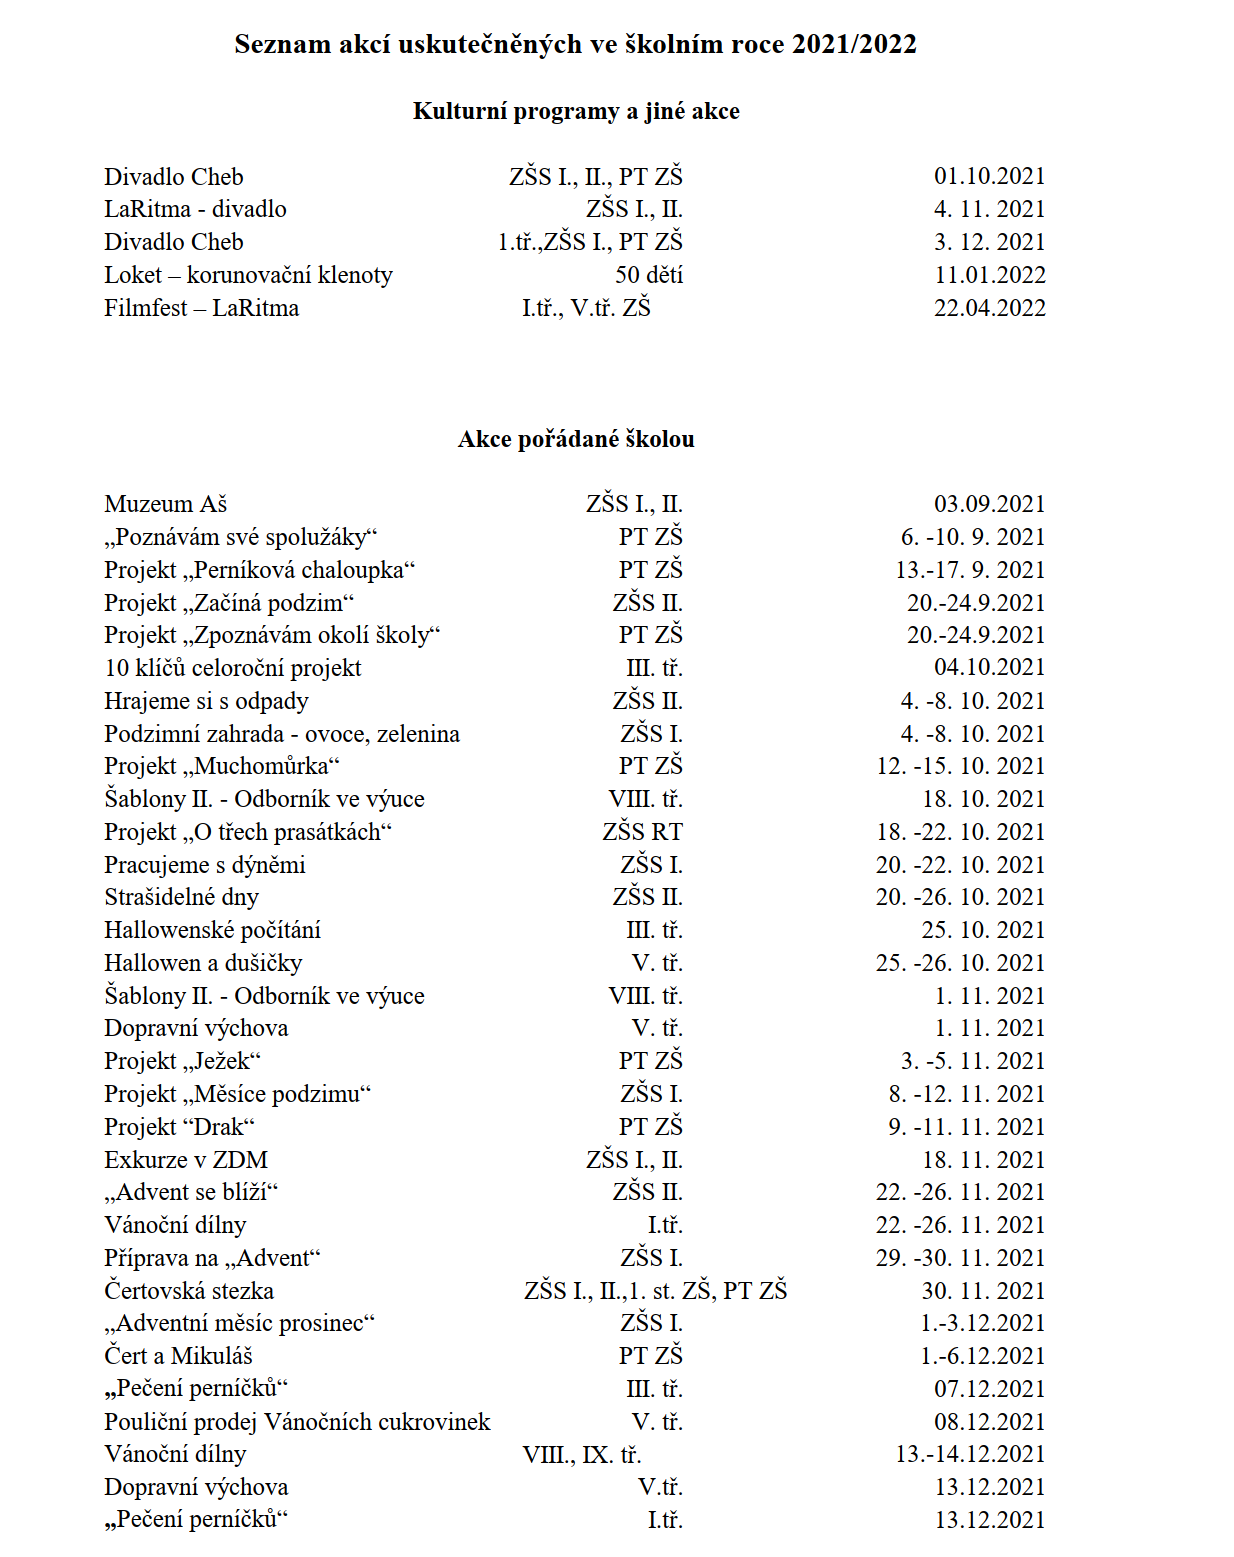 Seznam akcí uskutečněných ve školním roce 2021/2022
Kulturní programy a jiné akce
Divadlo Cheb ZŠS I., II., PT ZŠ 01.10.2021
LaRitma - divadlo ZŠS I., II. 4. 11. 2021
Divadlo Cheb 1.tř.,ZŠS I., PT ZŠ 3. 12. 2021
Loket – korunovační klenoty 50 dětí 11.01.2022
Filmfest – LaRitma I.tř., V.tř. ZŠ 22.04.2022
Akce pořádané školou
Muzeum Aš ZŠS I., II. 03.09.2021
„Poznávám své spolužáky“ PT ZŠ 6. -10. 9. 2021
Projekt „Perníková chaloupka“ PT ZŠ 13.-17. 9. 2021
Projekt „Začíná podzim“ ZŠS II. 20.-24.9.2021
Projekt „Zpoznávám okolí školy“ PT ZŠ 20.-24.9.2021
10 klíčů celoroční projekt III. tř. 04.10.2021
Hrajeme si s odpady ZŠS II. 4. -8. 10. 2021
Podzimní zahrada - ovoce, zelenina ZŠS I. 4. -8. 10. 2021
Projekt „Muchomůrka“ PT ZŠ 12. -15. 10. 2021
Šablony II. - Odborník ve výuce VIII. tř. 18. 10. 2021
Projekt „O třech prasátkách“ ZŠS RT 18. -22. 10. 2021
Pracujeme s dýněmi ZŠS I. 20. -22. 10. 2021
Strašidelné dny ZŠS II. 20. -26. 10. 2021
Hallowenské počítání III. tř. 25. 10. 2021
Hallowen a dušičky V. tř. 25. -26. 10. 2021
Šablony II. - Odborník ve výuce VIII. tř. 1. 11. 2021
Dopravní výchova V. tř. 1. 11. 2021
Projekt „Ježek“ PT ZŠ 3. -5. 11. 2021
Projekt „Měsíce podzimu“ ZŠS I. 8. -12. 11. 2021
Projekt “Drak“ PT ZŠ 9. -11. 11. 2021
Exkurze v ZDM ZŠS I., II. 18. 11. 2021
„Advent se blíží“ ZŠS II. 22. -26. 11. 2021
Vánoční dílny I.tř. 22. -26. 11. 2021
Příprava na „Advent“ ZŠS I. 29. -30. 11. 2021
Čertovská stezka ZŠS I., II.,1. st. ZŠ, PT ZŠ 30. 11. 2021
„Adventní měsíc prosinec“ ZŠS I. 1.-3.12.2021
Čert a Mikuláš PT ZŠ 1.-6.12.2021
„Pečení perníčků“ III. tř. 07.12.2021
Pouliční prodej Vánočních cukrovinek V. tř. 08.12.2021
Vánoční dílny VIII., IX. tř. 13.-14.12.2021
Dopravní výchova V.tř. 13.12.2021
„Pečení perníčků“ I.tř. 13.12.2021